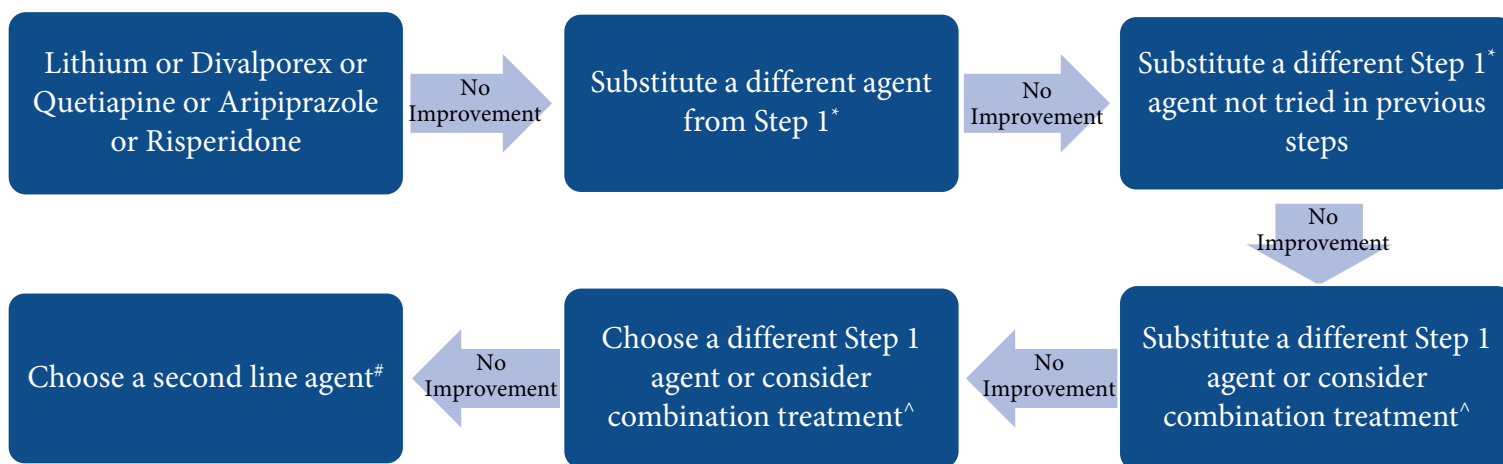 Lithium or Divalporex or
Quetiapine or Aripiprazole
or Risperidone
No
Improvement
Substitute a different agent
from Step 1*
No
Improvement
Substitute a different Step 1*
agent not tried in previous
steps
No
Improvement
Substitute a different Step 1
agent or consider
combination treatment^
No
Improvement
Choose a different Step 1
agent or consider
combination treatment^
No
Improvement
Choose a second line agent#